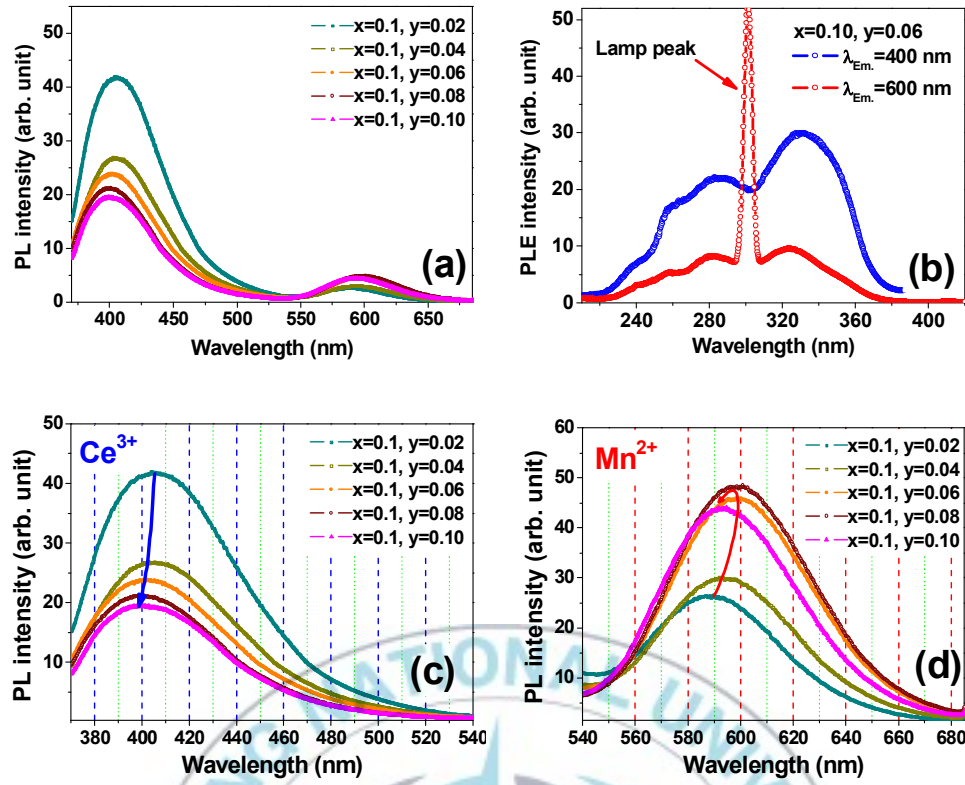 50
40
30
20
10
0
PL intensity (arb. unit)
x=0.1, y=0.02
x=0.1, y=0.04
x=0.1, y=0.06
x=0.1, y=0.08
x=0.1, y=0.10
(a)
400 450 500 550 600 650
Wavelength (nm)
50
40
30
20
10
0
PLE intensity (arb. unit)
Lamp peak
x=0.10, y=0.06
λEm.=400 nm
λEm.=600 nm
(b)
240 280 320 360 400
Wavelength (nm)
50
40
30
20
10
PL intensity (arb. unit)
Ce3+
x=0.1, y=0.02
x=0.1, y=0.04
x=0.1, y=0.06
x=0.1, y=0.08
x=0.1, y=0.10
(c)
380 400 420 440 460 480 500 520 540
Wavelength (nm)
60
50
40
30
20
10
PL intensity (arb. unit)
Mn2+
x=0.1, y=0.02
x=0.1, y=0.04
x=0.1, y=0.06
x=0.1, y=0.08
x=0.1, y=0.10
(d)
540 560 580 600 620 640 660 680
Wavelength (nm)
NATIONAL